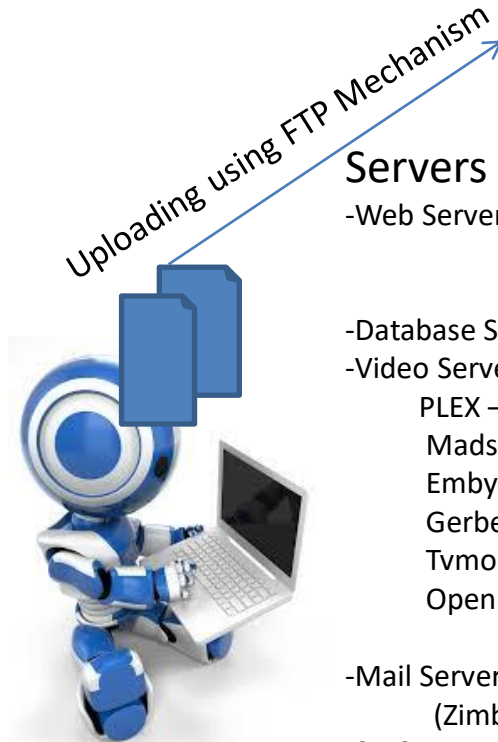 Uploading using FTP Mechanism
Servers
-Web Server
-Database S
-Video Serve
PLEX –
Mads
Emby
Gerbe
Tvmo
Open
-Mail Server
(Zimb